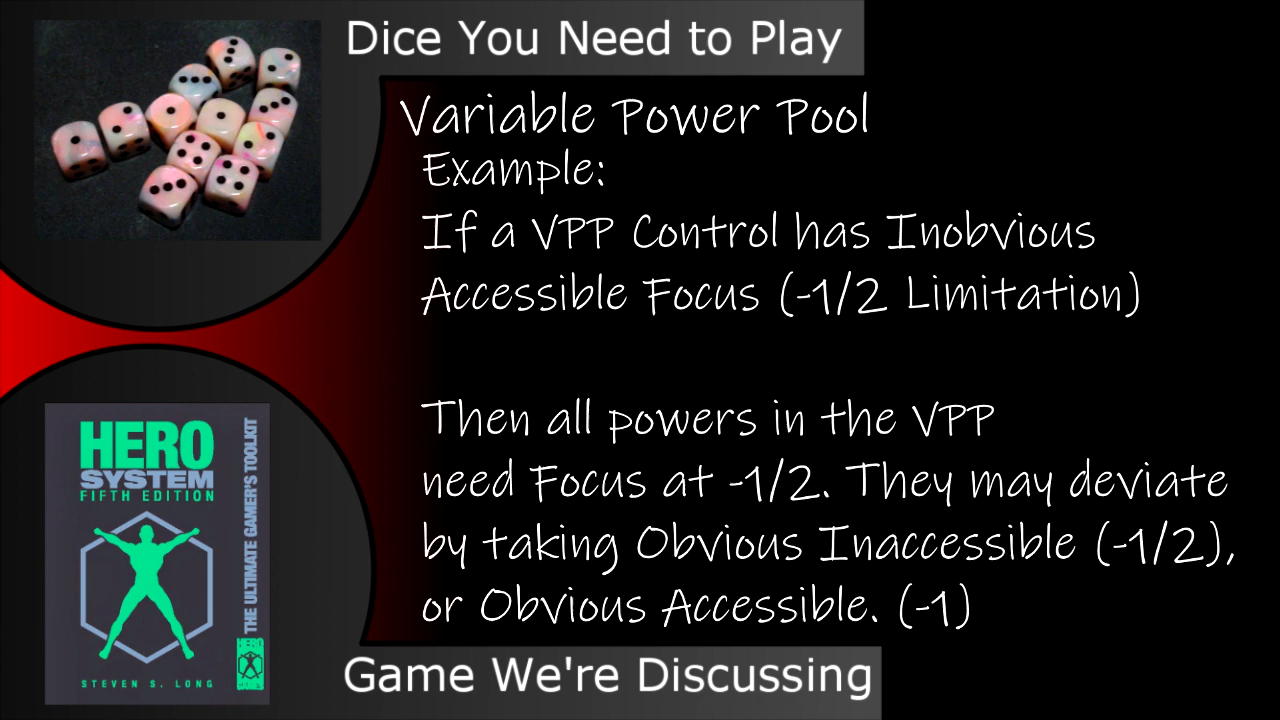 Dice You Need to Play
Variable Power Pool
Example:
If a VPP Control has Inobvious
Accessible Focus (-1/2 Limitation)
Then all powers in the VPP
need Focus at -1/2. They may deviate
by taking Obvious Inaccessible (-1/2),
or Obvious Accessible. (-1)
HERO
SYSTEM
FIFTH EDITION
THE ULTIMATE GAMER'S TOOLKIT
STEVEN S. LONG
HERO
Game We're Discussing